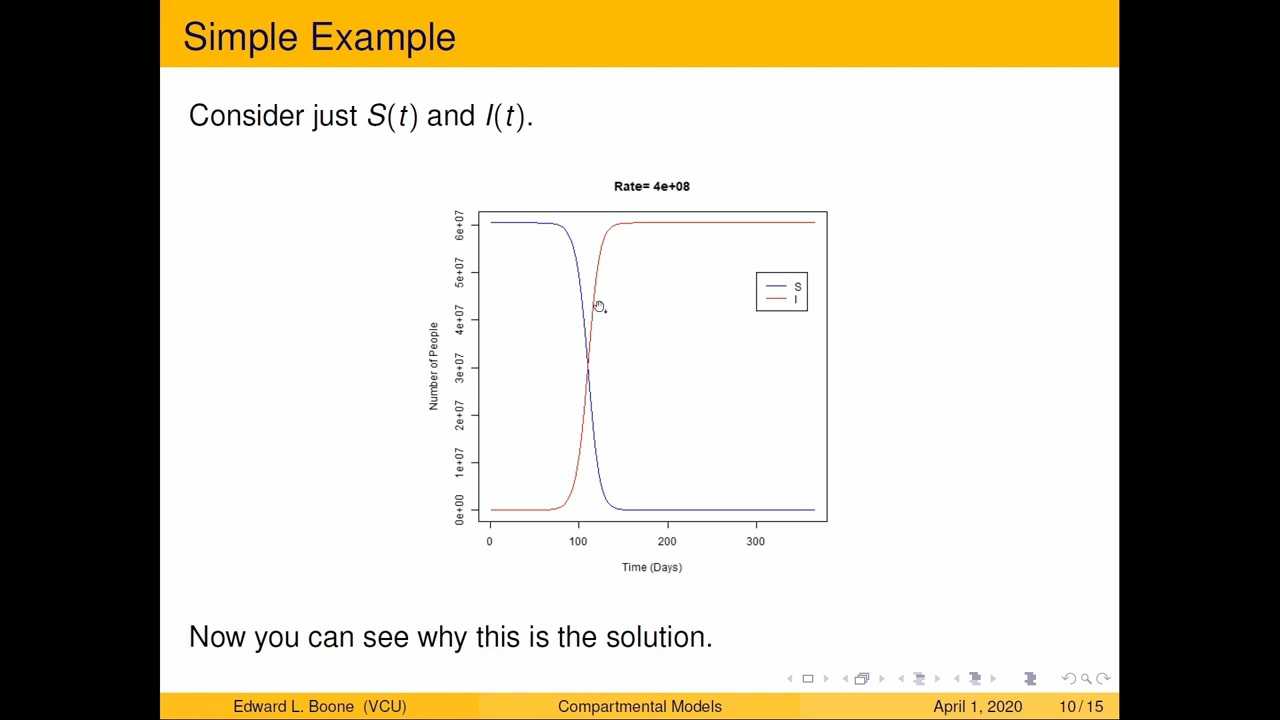 Simple Example
Consider just S(t) and I(t).
Rate= 4e+08
6e+07
5e+07
4e+07
3e+07
2e+07
1e+07
0e+00
Number of People
S
I
0 100 200 300
Time (Days)
Now you can see why this is the solution.
Edward L. Boone (VCU) Compartmental Models April 1, 2020 10 / 15